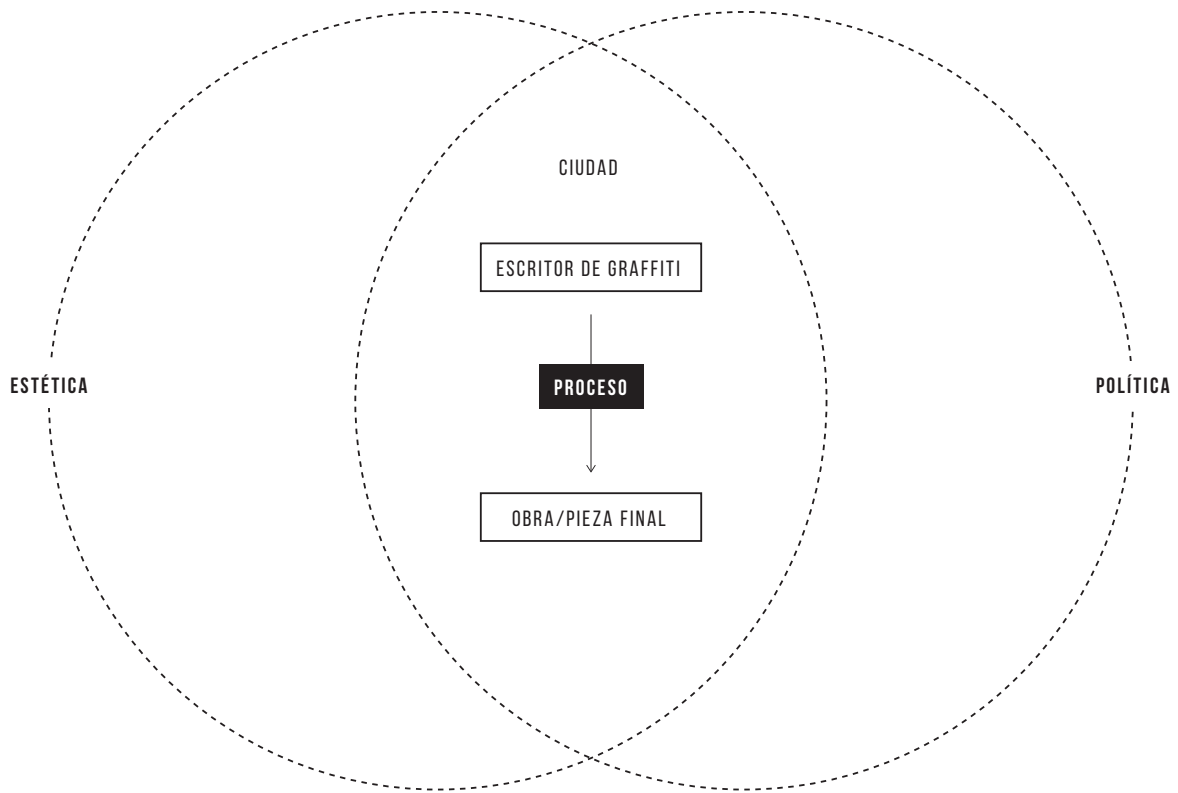 CIUDAD
ESCRITOR DE GRAFFITI
ESTÉTICA
PROCESO
POLÍTICA
OBRA/PIEZA FINAL